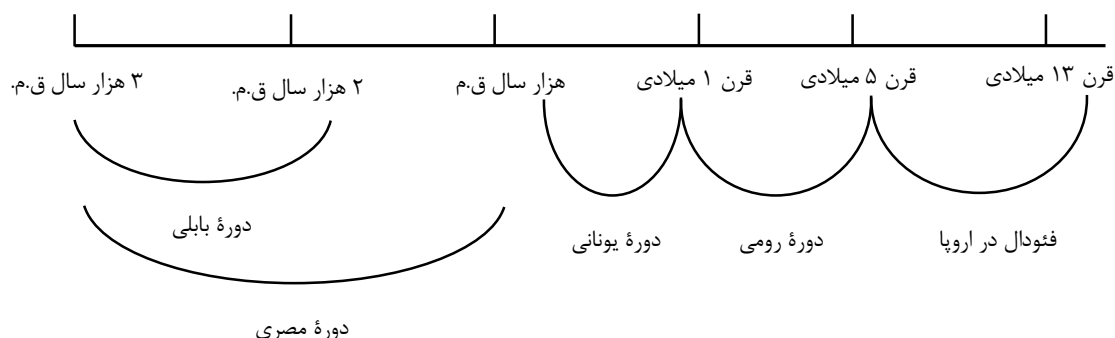 ۳ هزار سال ق.م.
۲ هزار سال ق.م.
هزار سال ق.م
قرن ۱ میلادی
قرن ۵ میلادی
قرن ۱۳ میلادی
دورهٔ بابلی
دورهٔ یونانی
دورهٔ رومی
فئودال در اروپا
دورهٔ مصری